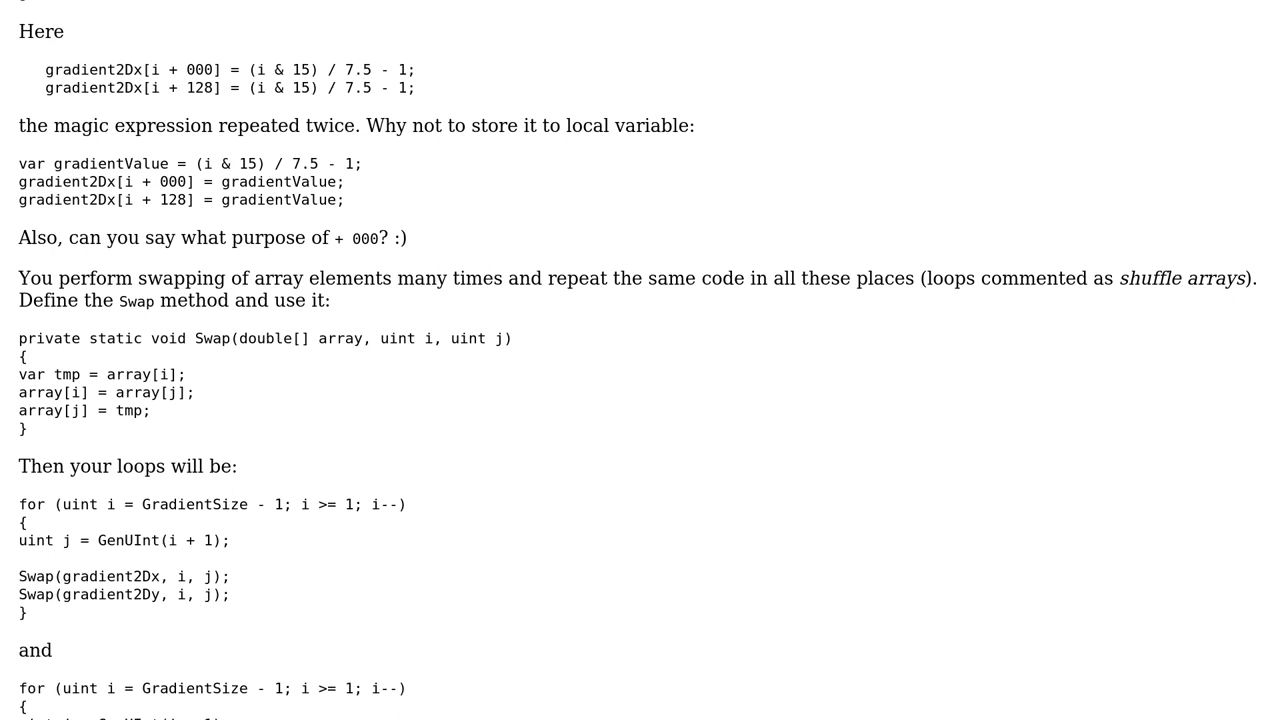 Here
gradient2Dx[i + 000] = (i & 15) / 7.5 - 1;
gradient2Dx[i + 128] = (i & 15) / 7.5 - 1;
the magic expression repeated twice. Why not to store it to local variable:
var gradientValue = (i & 15) / 7.5 - 1;
gradient2Dx[i + 000] = gradientValue;
gradient2Dx[i + 128] = gradientValue;
Also, can you say what purpose of + 000? :)
You perform swapping of array elements many times and repeat the same code in all these places (loops commented as shuffle arrays).
Define the Swap method and use it:
private static void Swap(double[] array, uint i, uint j)
{
var tmp = array[i];
array[i] = array[j];
array[j] = tmp;
}
Then your loops will be:
for (uint i = GradientSize - 1; i >= 1; i--)
{
uint j = GenUInt(i + 1);
Swap(gradient2Dx, i, j);
Swap(gradient2Dy, i, j);
}
and
for (uint i = GradientSize - 1; i >= 1; i--)
{